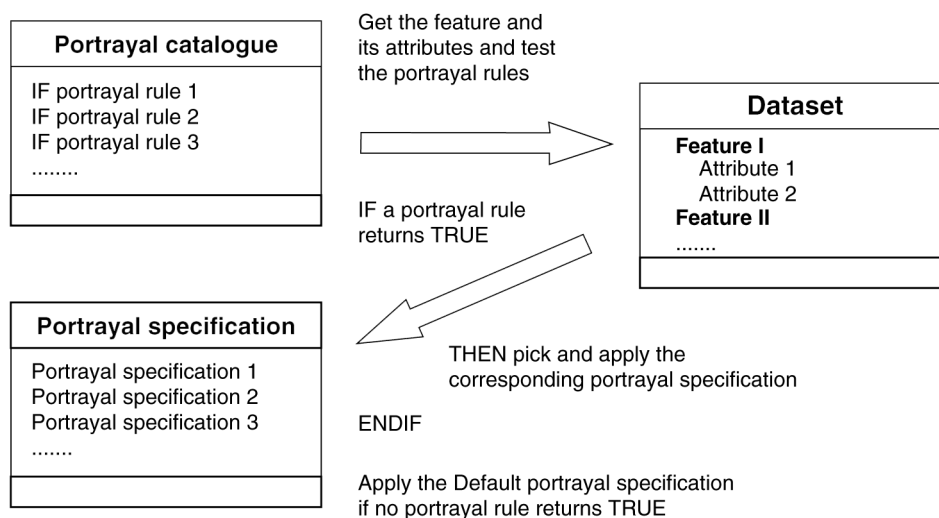 Portrayal catalogue
IF portrayal rule 1
IF portrayal rule 2
IF portrayal rule 3
........
Get the feature and
its attributes and test
the portrayal rules
Dataset
Feature I
Attribute 1
Attribute 2
Feature II
.......
IF a portrayal rule
returns TRUE
Portrayal specification
Portrayal specification 1
Portrayal specification 2
Portrayal specification 3
.......
THEN pick and apply the
corresponding portrayal specification
ENDIF
Apply the Default portrayal specification
if no portrayal rule returns TRUE